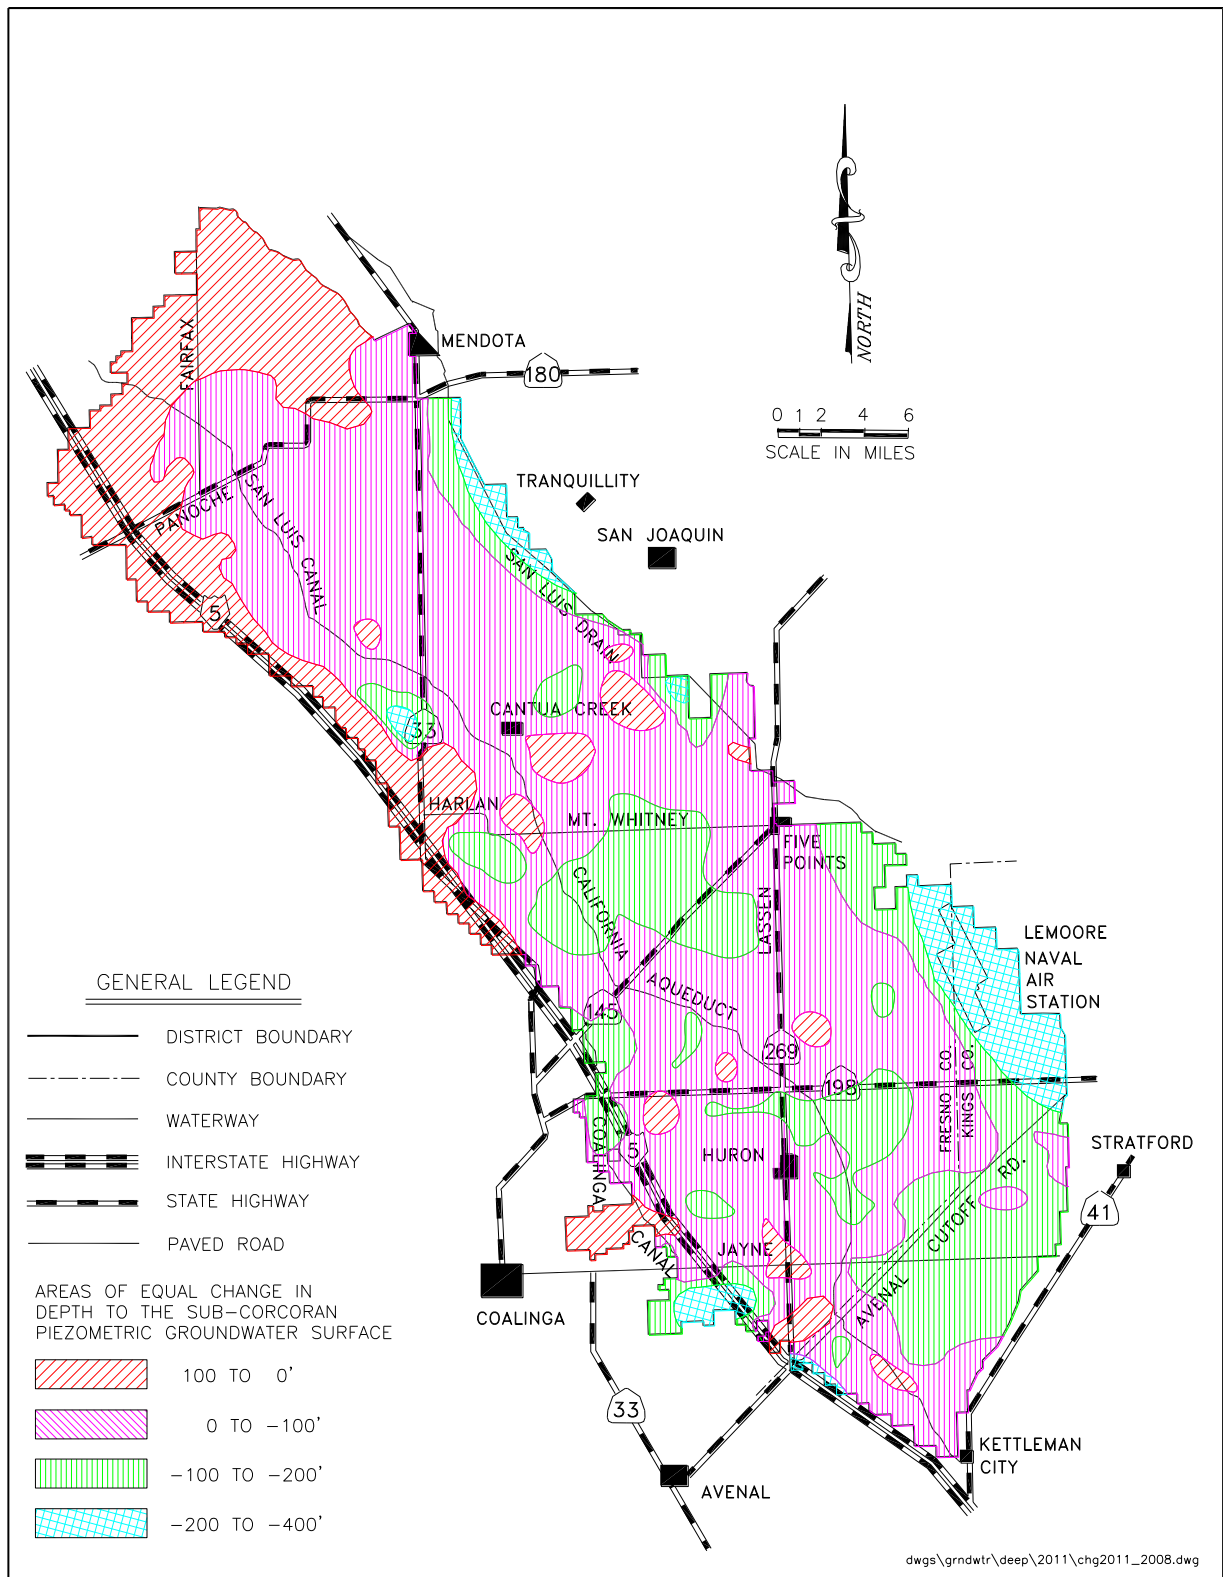 NORTH
MENDOTA
180
FAIRFAX
0 1 2 4 6
SCALE IN MILES
TRANQUILLITY
SAN JOAQUIN
PANOCHE
SAN LUIS CANAL
SAN LUIS DRAIN
5
CANTUA CREEK
33
HARLAN
MT. WHITNEY
FIVE
POINTS
CALIFORNIA
AQUEDUCT
LASSEN
LEMOORE
NAVAL
AIR
STATION
145
269
198
FRESNO CO.
KINGS CO.
STRATFORD
COALINGA
CANAL
5
HURON
41
AVENAL CUTOFF RD.
JAYNE
COALINGA
33
AVENAL
KETTLEMAN
CITY
GENERAL LEGEND
DISTRICT BOUNDARY
COUNTY BOUNDARY
WATERWAY
INTERSTATE HIGHWAY
STATE HIGHWAY
PAVED ROAD
AREAS OF EQUAL CHANGE IN
DEPTH TO THE SUB-CORCORAN
PIEZOMETRIC GROUNDWATER SURFACE
100 TO 0'
0 TO -100'
-100 TO -200'
-200 TO -400'
dwgs\grndwtr\deep\2011\chg2011_2008.dwg